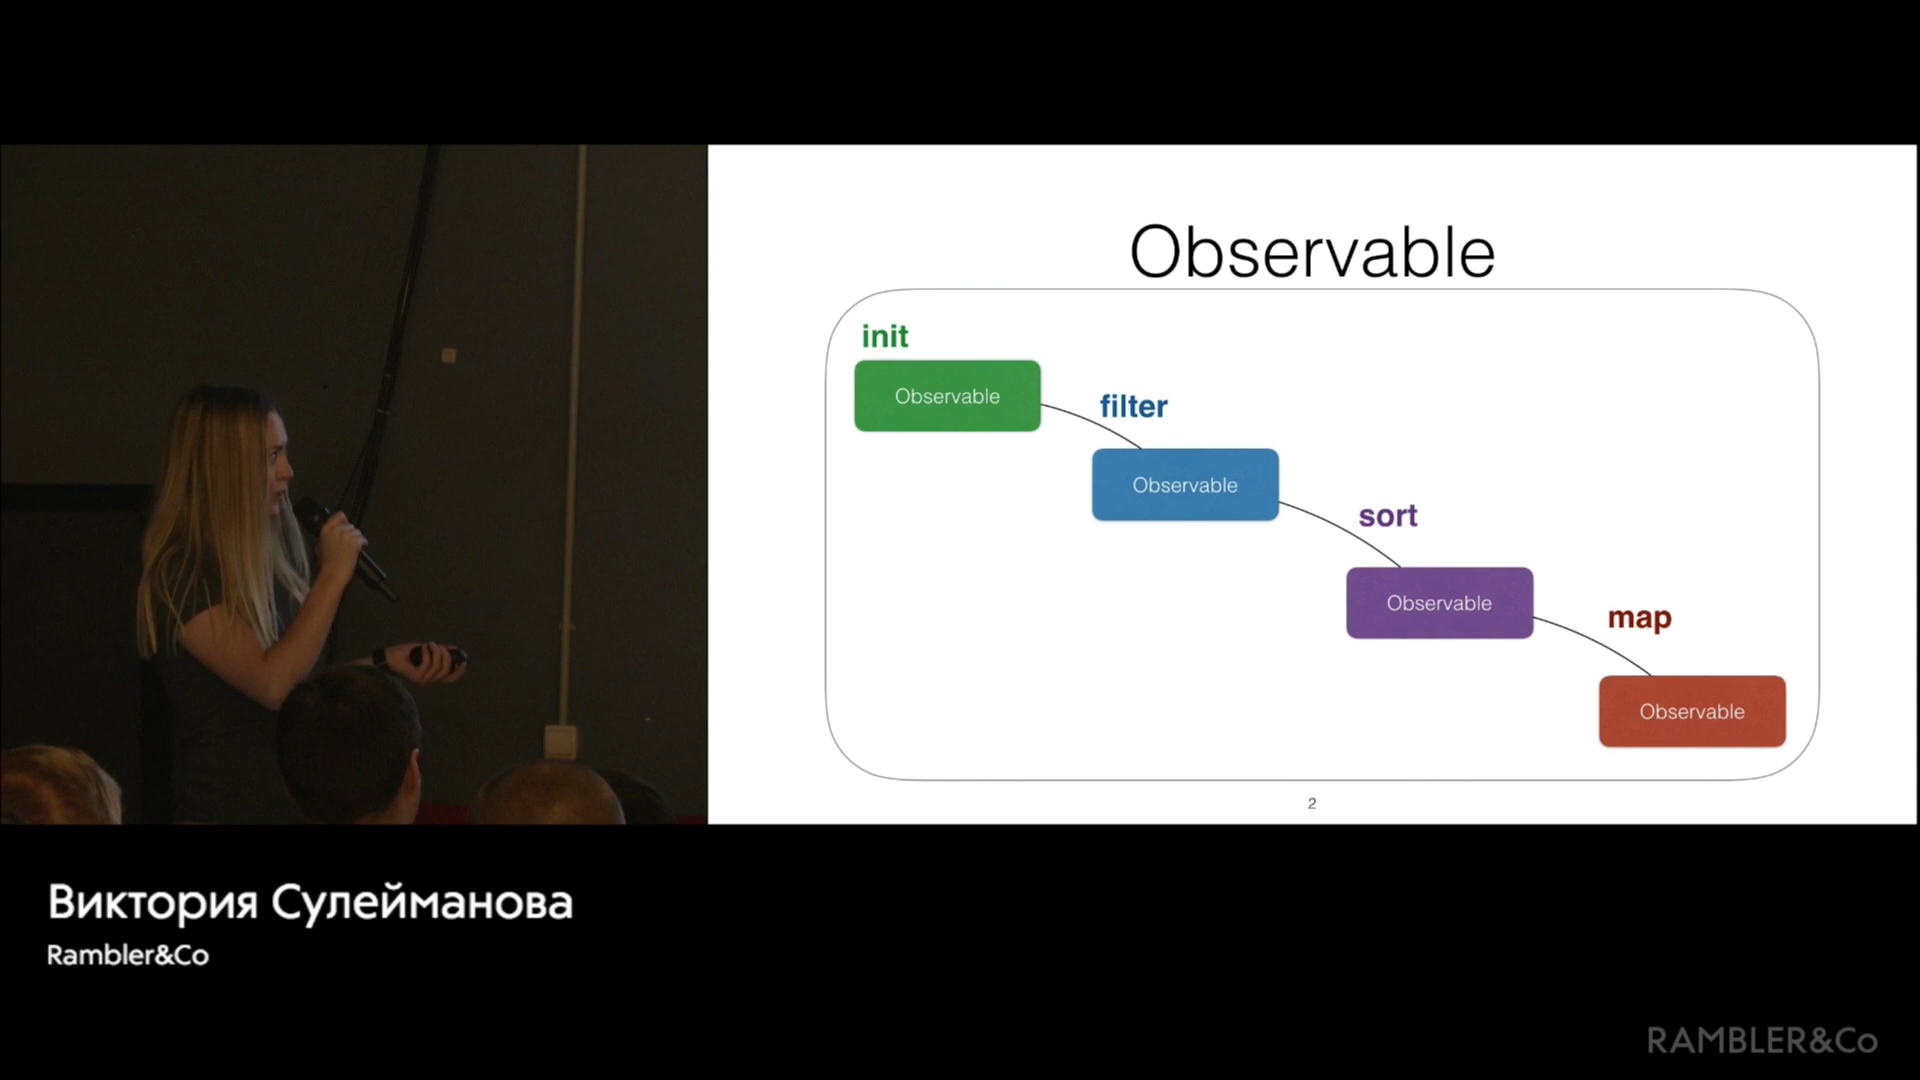 Observable
init
Observable
filter
Observable
sort
Observable
map
Observable
2
Виктория Сулейманова
Rambler&Co
RAMBLER&Co